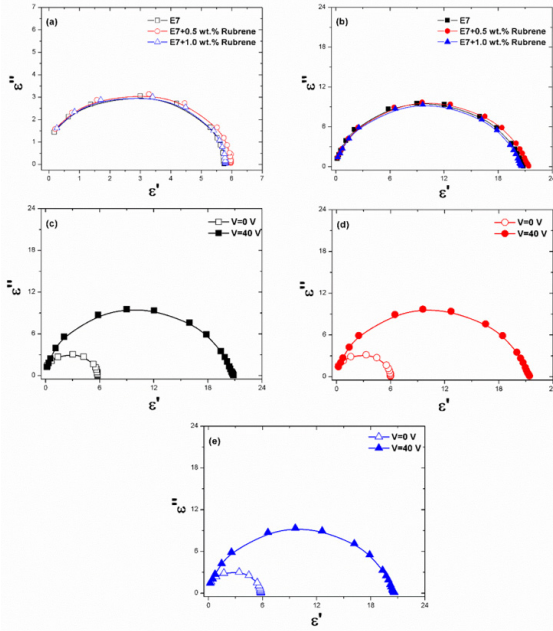 (a)
E7
E7+0.5 wt.% Rubrene
E7+1.0 wt.% Rubrene
ε''
7
6
5
4
3
2
1
0
0 1 2 3 4 5 6 7
ε'
(b)
E7
E7+0.5 wt.% Rubrene
E7+1.0 wt.% Rubrene
ε''
24
18
12
6
0
0 6 12 18 24
ε'
(c)
V=0 V
V=40 V
ε''
24
18
12
6
0
0 6 12 18 24
ε'
(d)
V=0 V
V=40 V
ε''
24
18
12
6
0
0 6 12 18 24
ε'
(e)
V=0 V
V=40 V
ε''
24
18
12
6
0
0 6 12 18 24
ε'